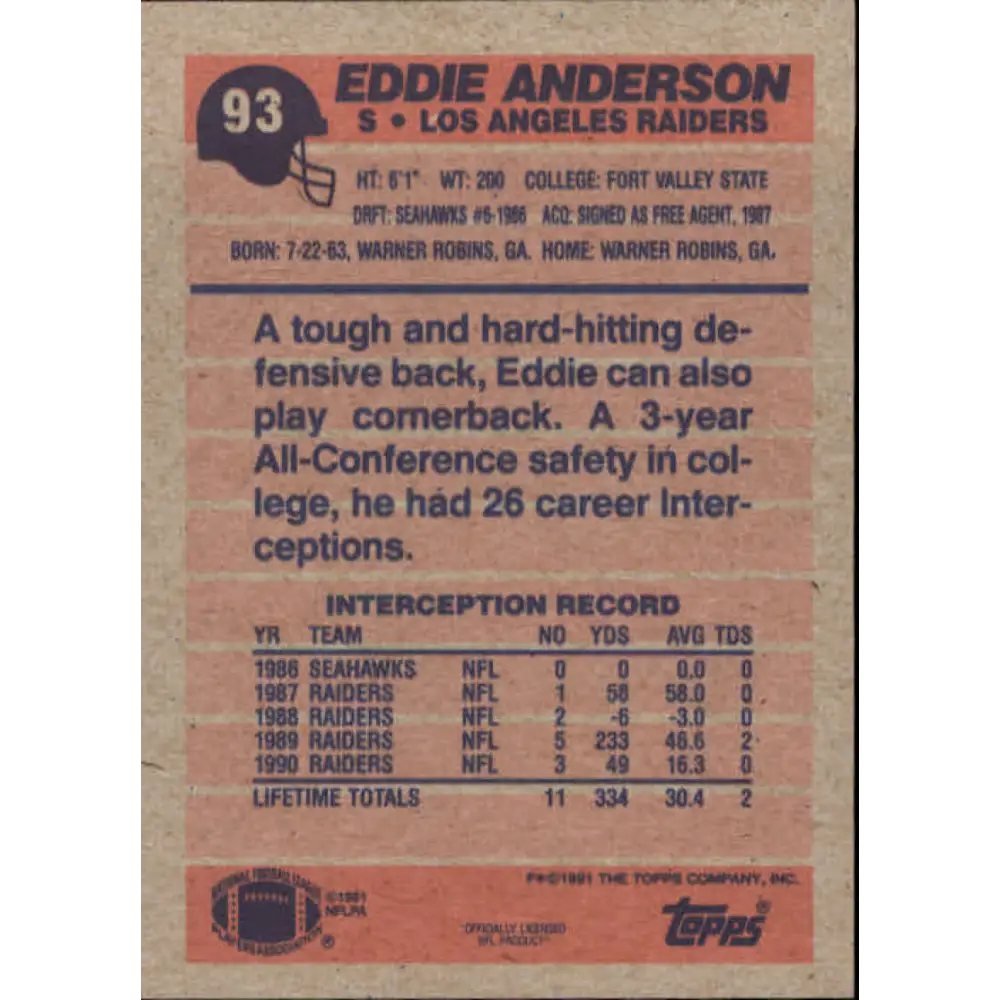 93
EDDIE ANDERSON
S • LOS ANGELES RAIDERS
HT: 6'1" WT: 200 COLLEGE: FORT VALLEY STATE
DRFT: SEAHAWKS #6-1986 ACQ: SIGNED AS FREE AGENT, 1987
BORN: 7-22-63, WARNER ROBINS, GA. HOME: WARNER ROBINS, GA.
A tough and hard-hitting de-
fensive back, Eddie can also
play cornerback. A 3-year
All-Conference safety in col-
lege, he had 26 career Inter-
ceptions.
INTERCEPTION RECORD
YR TEAM NO YDS AVG TDS
1986 SEAHAWKS NFL 0 0 0.0 0
1987 RAIDERS NFL 1 58 58.0 0
1988 RAIDERS NFL 2 -6 -3.0 0
1989 RAIDERS NFL 5 233 46.6 2
1990 RAIDERS NFL 3 49 16.3 0
LIFETIME TOTALS 11 334 30.4 2
NATIONAL FOOTBALL LEAGUE
PLAYERS ASSOCIATION
®
©1991
NFLPA
F*©1991 THE TOPPS COMPANY, INC.
"OFFICIALLY LICENSED
NFL PRODUCT"
Topps®